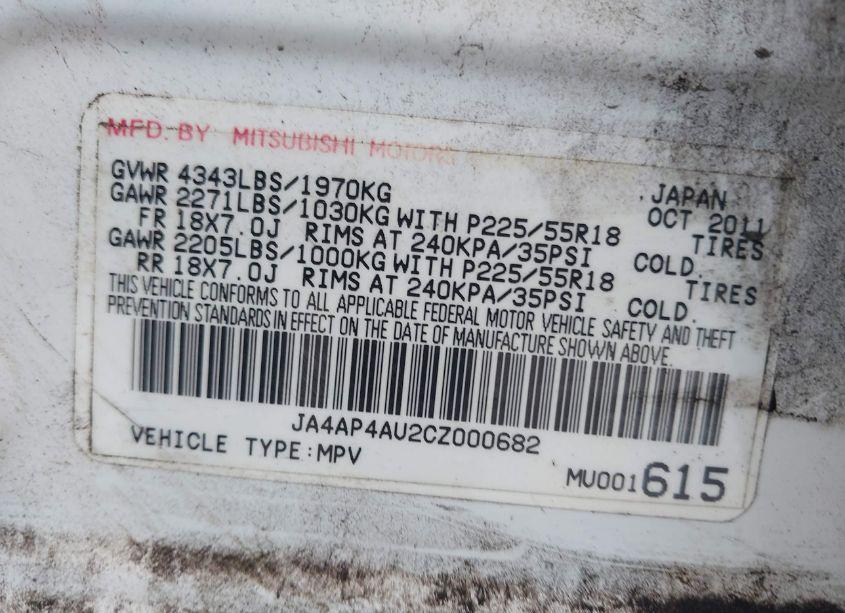 MFD. BY MITSUBISHI MOTORS
GVWR 4343LBS/1970KG JAPAN
GAWR 2271LBS/1030KG WITH P225/55R18 OCT 2011
FR 18X7.0J RIMS AT 240KPA/35PSI TIRES
GAWR 2205LBS/1000KG WITH P225/55R18 COLD.
RR 18X7.0J RIMS AT 240KPA/35PSI TIRES
COLD.
THIS VEHICLE CONFORMS TO ALL APPLICABLE FEDERAL MOTOR VEHICLE SAFETY AND THEFT
PREVENTION STANDARDS IN EFFECT ON THE DATE OF MANUFACTURE SHOWN ABOVE.
JA4AP4AU2CZ000682
VEHICLE TYPE:MPV
MU001615